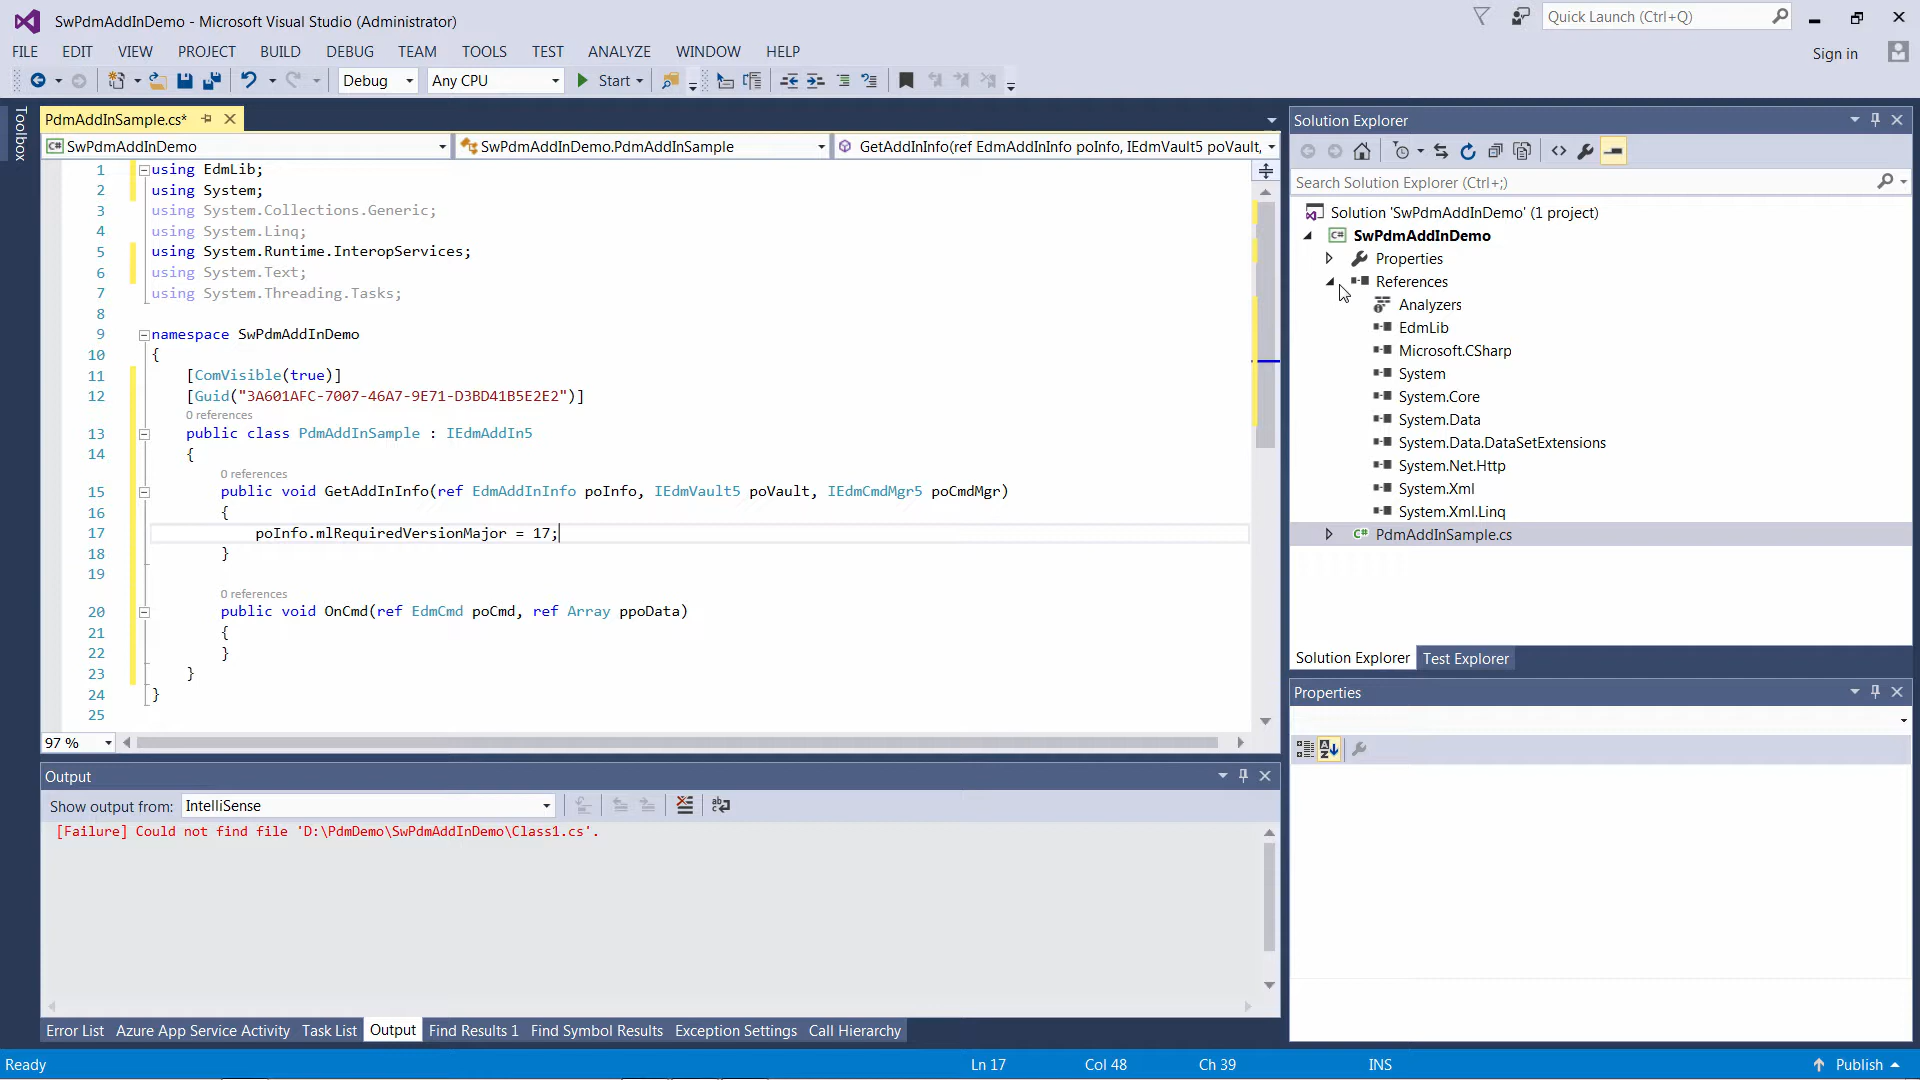 SwPdmAddInDemo - Microsoft Visual Studio (Administrator)
Quick Launch (Ctrl+Q)
FILE EDIT VIEW PROJECT BUILD DEBUG TEAM TOOLS TEST ANALYZE WINDOW HELP
Sign in
Debug Any CPU Start
Toolbox
PdmAddInSample.cs*
SwPdmAddInDemo SwPdmAddInDemo.PdmAddInSample GetAddInInfo(ref EdmAddInInfo poInfo, IEdmVault5 poVault,
1 using EdmLib;
2 using System;
3 using System.Collections.Generic;
4 using System.Linq;
5 using System.Runtime.InteropServices;
6 using System.Text;
7 using System.Threading.Tasks;
8
9 namespace SwPdmAddInDemo
10 {
11 [ComVisible(true)]
12 [Guid("3A601AFC-7007-46A7-9E71-D3BD41B5E2E2")]
0 references
13 public class PdmAddInSample : IEdmAddIn5
14 {
0 references
15 public void GetAddInInfo(ref EdmAddInInfo poInfo, IEdmVault5 poVault, IEdmCmdMgr5 poCmdMgr)
16 {
17 poInfo.mlRequiredVersionMajor = 17;
18 }
19
0 references
20 public void OnCmd(ref EdmCmd poCmd, ref Array ppoData)
21 {
22 }
23 }
24 }
25
97 %
Output
Show output from: IntelliSense
[Failure] Could not find file 'D:\PdmDemo\SwPdmAddInDemo\Class1.cs'.
Error List Azure App Service Activity Task List Output Find Results 1 Find Symbol Results Exception Settings Call Hierarchy
Solution Explorer
Search Solution Explorer (Ctrl+;)
Solution 'SwPdmAddInDemo' (1 project)
C# SwPdmAddInDemo
Properties
References
Analyzers
EdmLib
Microsoft.CSharp
System
System.Core
System.Data
System.Data.DataSetExtensions
System.Net.Http
System.Xml
System.Xml.Linq
C# PdmAddInSample.cs
Solution Explorer Test Explorer
Properties
Ready Ln 17 Col 48 Ch 39 INS Publish